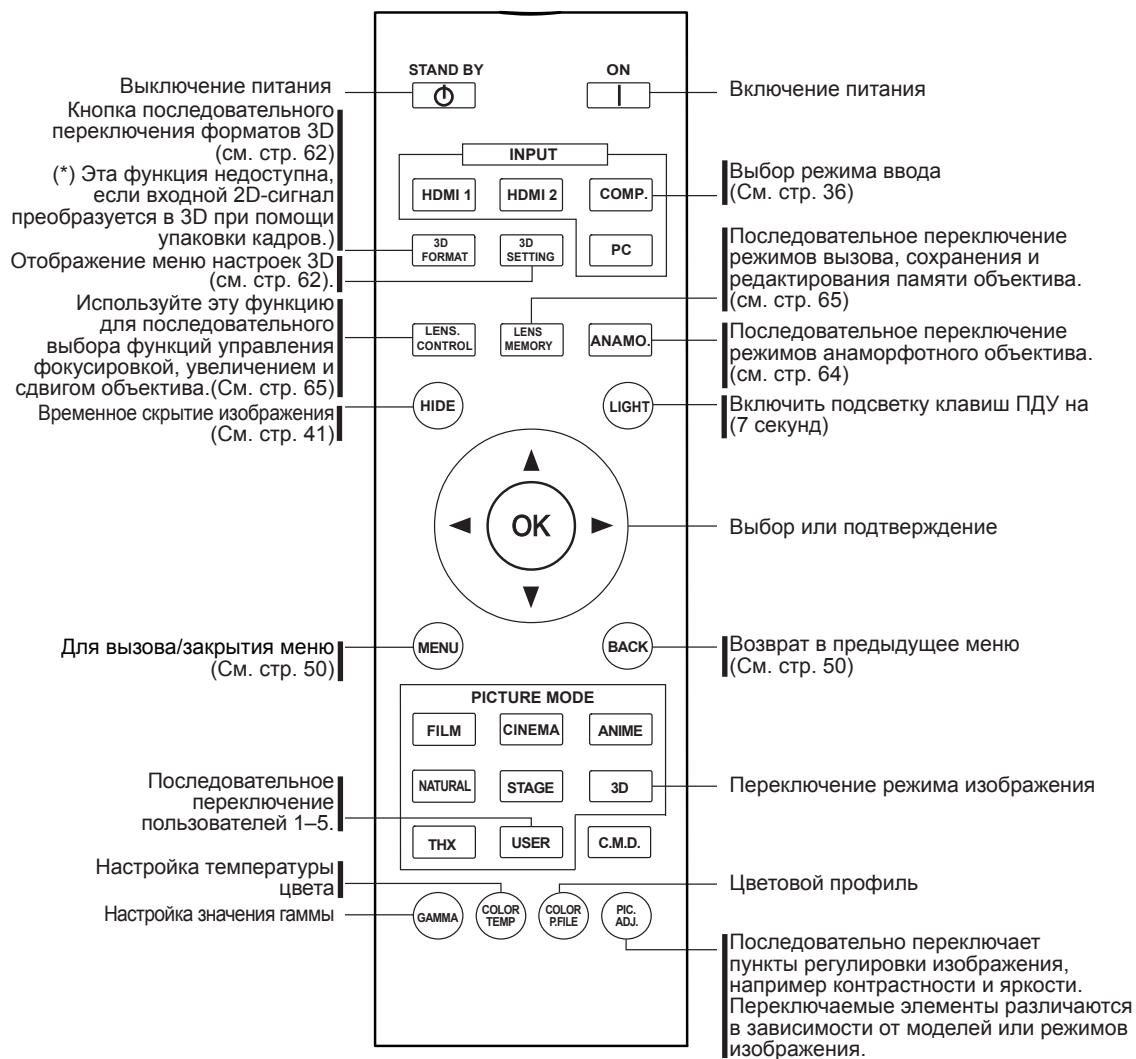 STAND BY
ON
Выключение питания
Включение питания
Кнопка последовательного
переключения форматов 3D
(см. стр. 62)
(*) Эта функция недоступна,
если входной 2D-сигнал
преобразуется в 3D при помощи
упаковки кадров.)
INPUT
HDMI 1
HDMI 2
COMP.
Выбор режима ввода
(См. стр. 36)
3D
FORMAT
3D
SETTING
PC
Отображение меню настроек 3D
(см. стр. 62).
Последовательное переключение
режимов вызова, сохранения и
редактирования памяти объектива.
(см. стр. 65)
Используйте эту функцию
для последовательного
выбора функций управления
фокусировкой, увеличением и
сдвигом объектива.(См. стр. 65)
LENS.
CONTROL
LENS
MEMORY
ANAMO.
Последовательное переключение
режимов анаморфотного объектива.
(см. стр. 64)
Временное скрытие изображения
(См. стр. 41)
HIDE
LIGHT
Включить подсветку клавиш ПДУ на
(7 секунд)
OK
Выбор или подтверждение
Для вызова/закрытия меню
(См. стр. 50)
MENU
BACK
Возврат в предыдущее меню
(См. стр. 50)
PICTURE MODE
FILM
CINEMA
ANIME
NATURAL
STAGE
3D
Переключение режима изображения
Последовательное
переключение
пользователей 1–5.
THX
USER
C.M.D.
Настройка температуры
цвета
Цветовой профиль
Настройка значения гаммы
GAMMA
COLOR
TEMP
COLOR
P.FILE
PIC.
ADJ.
Последовательно переключает
пункты регулировки изображения,
например контрастности и яркости.
Переключаемые элементы различаются
в зависимости от моделей или режимов
изображения.